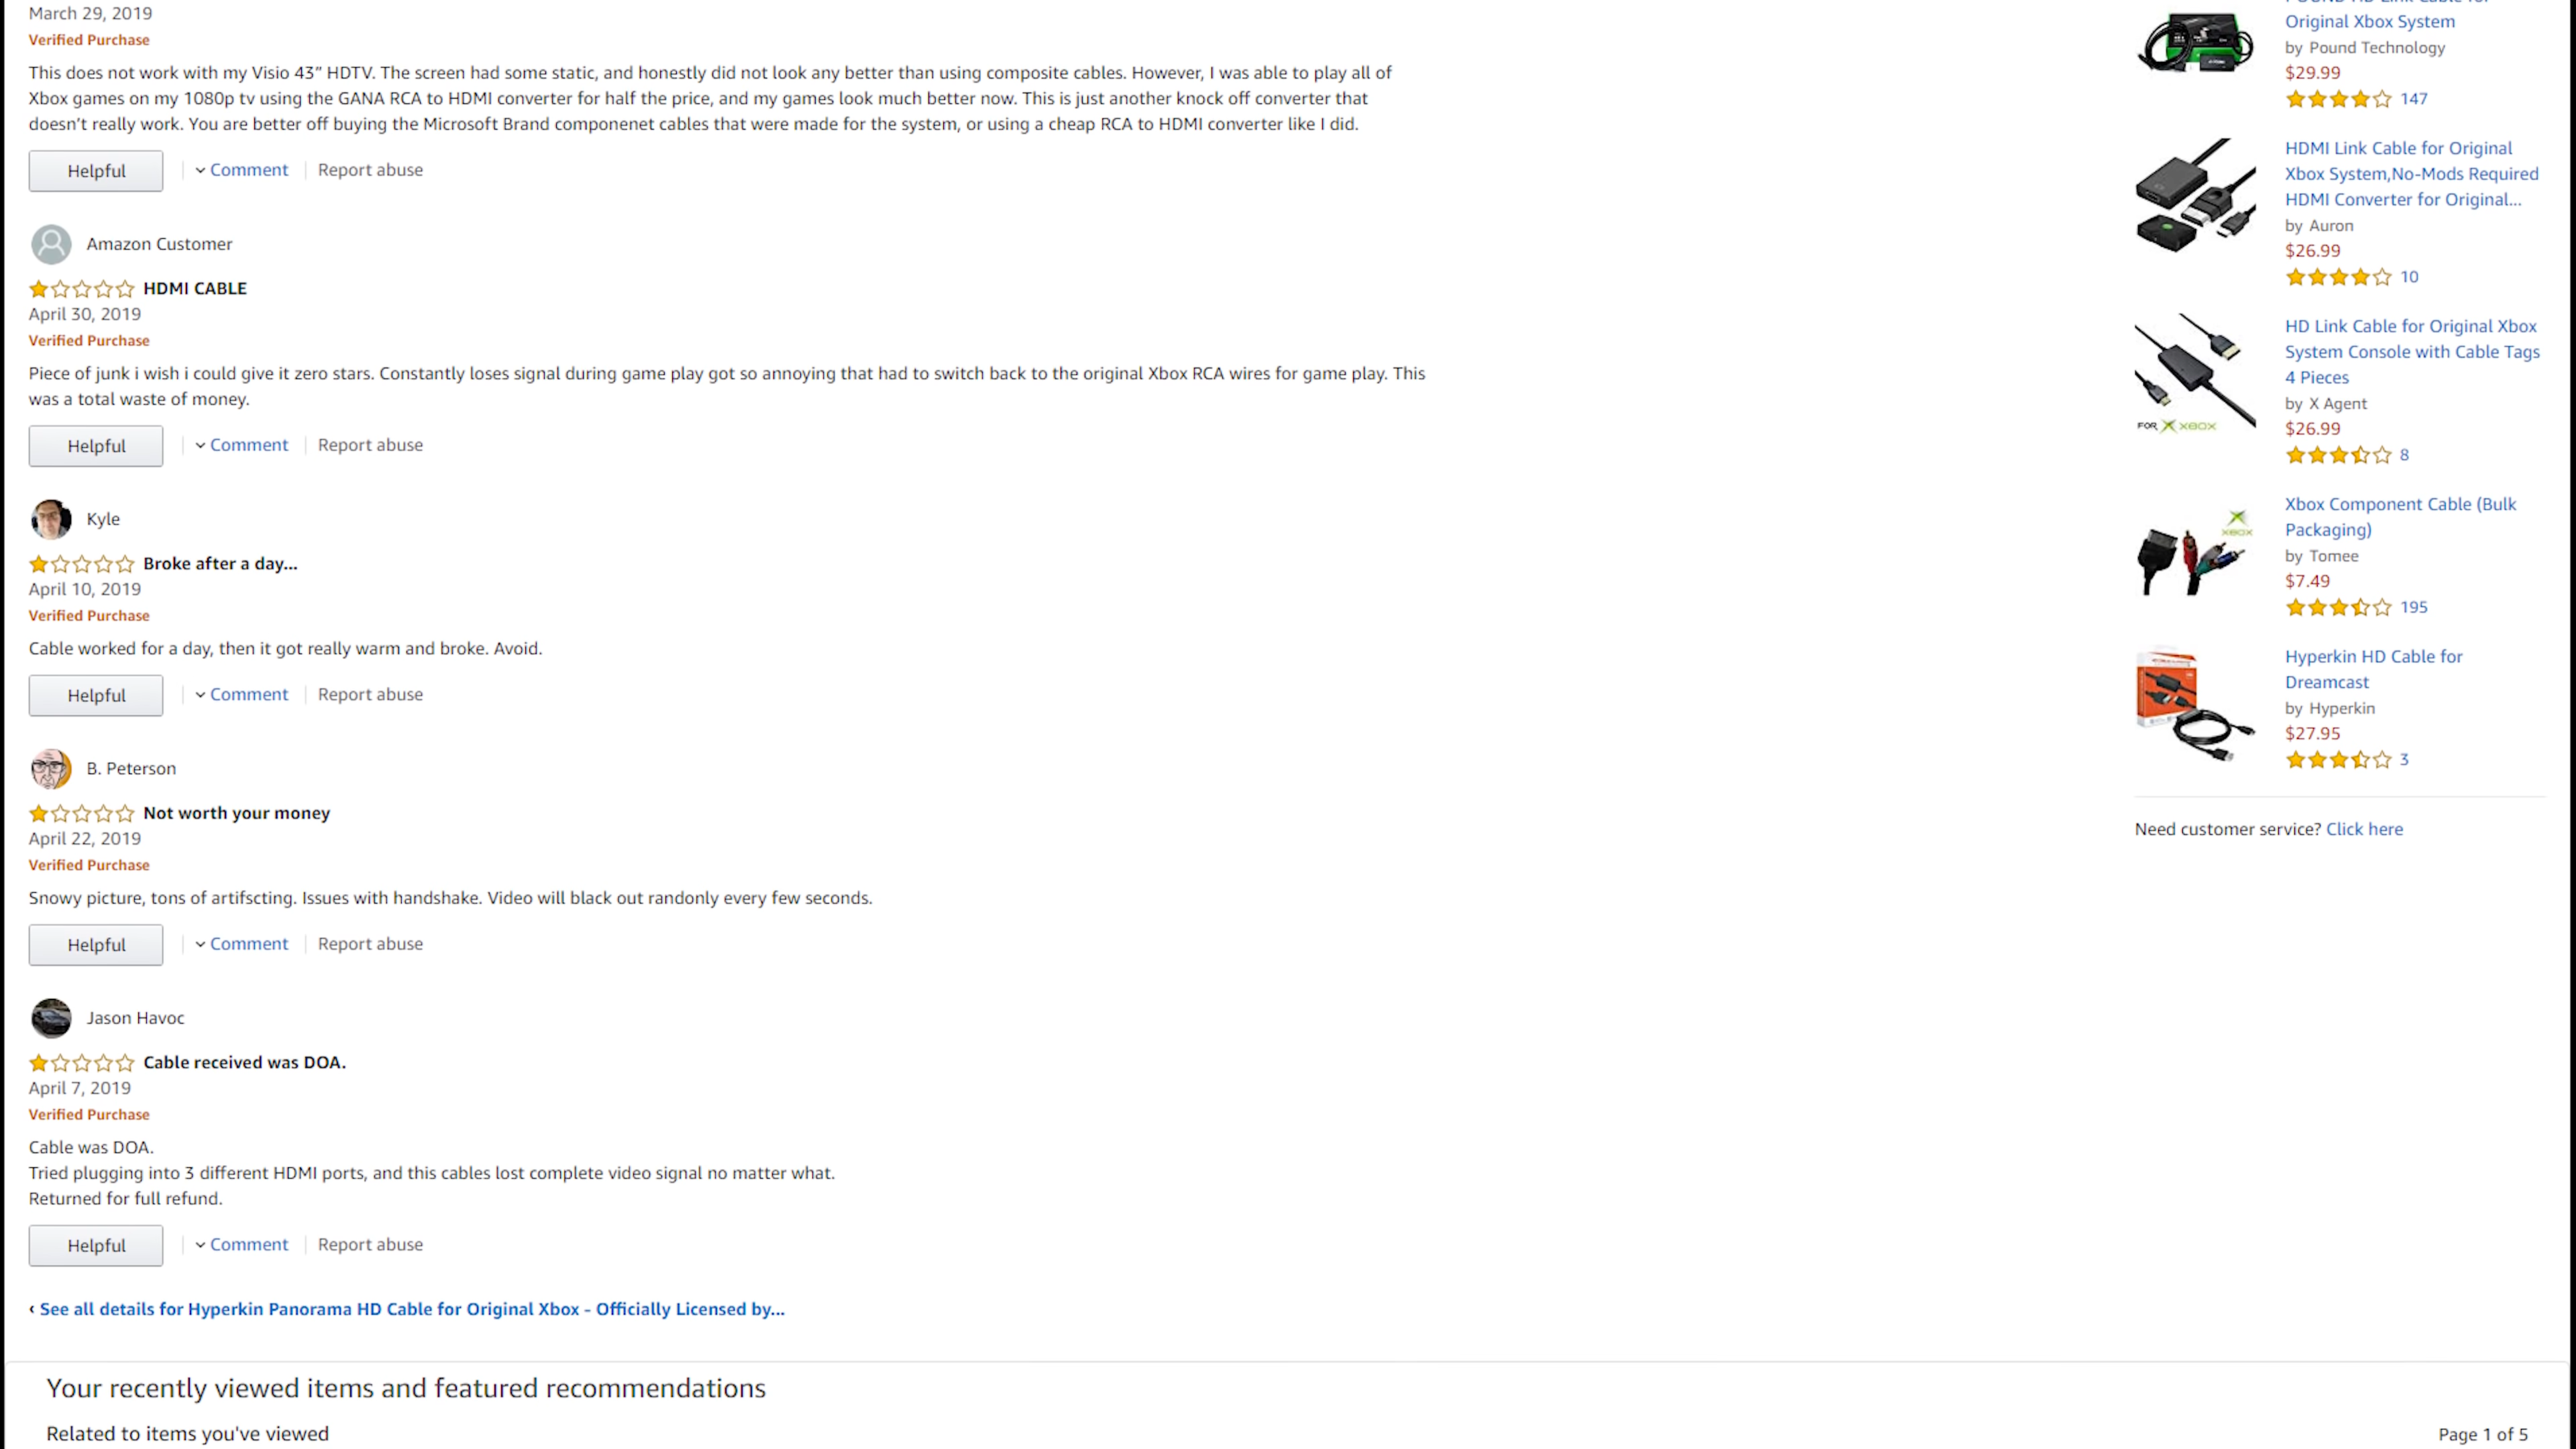 March 29, 2019
Verified Purchase
This does not work with my Visio 43” HDTV. The screen had some static, and honestly did not look any better than using composite cables. However, I was able to play all of
Xbox games on my 1080p tv using the GANA RCA to HDMI converter for half the price, and my games look much better now. This is just another knock off converter that
doesn’t really work. You are better off buying the Microsoft Brand componenet cables that were made for the system, or using a cheap RCA to HDMI converter like I did.
Helpful
Comment
Report abuse
Amazon Customer
HDMI CABLE
April 30, 2019
Verified Purchase
Piece of junk i wish i could give it zero stars. Constantly loses signal during game play got so annoying that had to switch back to the original Xbox RCA wires for game play. This
was a total waste of money.
Helpful
Comment
Report abuse
Kyle
Broke after a day...
April 10, 2019
Verified Purchase
Cable worked for a day, then it got really warm and broke. Avoid.
Helpful
Comment
Report abuse
B. Peterson
Not worth your money
April 22, 2019
Verified Purchase
Snowy picture, tons of artifscting. Issues with handshake. Video will black out randonly every few seconds.
Helpful
Comment
Report abuse
Jason Havoc
Cable received was DOA.
April 7, 2019
Verified Purchase
Cable was DOA.
Tried plugging into 3 different HDMI ports, and this cables lost complete video signal no matter what.
Returned for full refund.
Helpful
Comment
Report abuse
‹ See all details for Hyperkin Panorama HD Cable for Original Xbox - Officially Licensed by...
Your recently viewed items and featured recommendations
Related to items you've viewed
Page 1 of 5
Original Xbox System
by Pound Technology
$29.99
147
HDMI Link Cable for Original
Xbox System,No-Mods Required
HDMI Converter for Original...
by Auron
$26.99
10
FOR XBOX
HD Link Cable for Original Xbox
System Console with Cable Tags
4 Pieces
by X Agent
$26.99
8
XBOX
Xbox Component Cable (Bulk
Packaging)
by Tomee
$7.49
195
Hyperkin HD Cable for
Dreamcast
by Hyperkin
$27.95
3
Need customer service? Click here